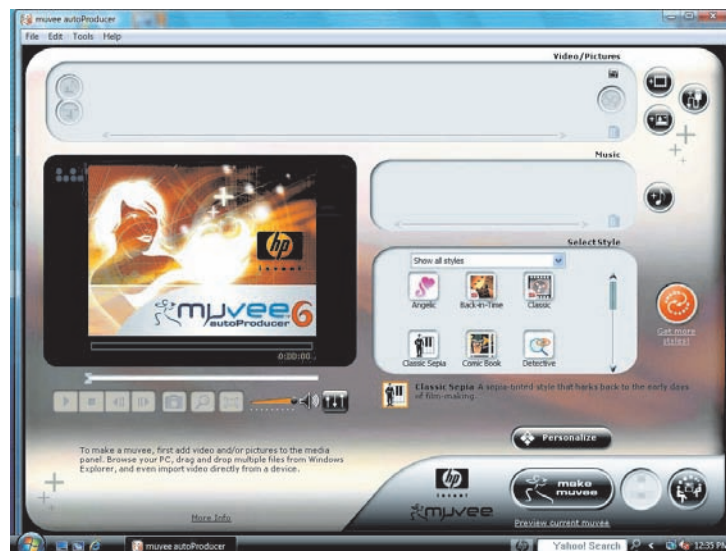 muvee autoProducer
File Edit Tools Help
Video/Pictures
Music
SelectStyle
Show all styles
Angelic Back-in-Time Classic
Classic Sepia Comic Book Detective
Get more
styles!
hp
invent
muvee 6
autoProducer
0:00:00
Classic Sepia A sepia-tinted style that harks back to the early days
of film-making.
Personalize
To make a muvee, first add video and/or pictures to the media
panel. Browse your PC, drag and drop multiple files from Windows
Explorer, and even import video directly from a device.
More Info
hp
invent
muvee
make
muvee
Preview current muvee
muvee autoProducer
hp
Yahoo! Search
12:35 PM